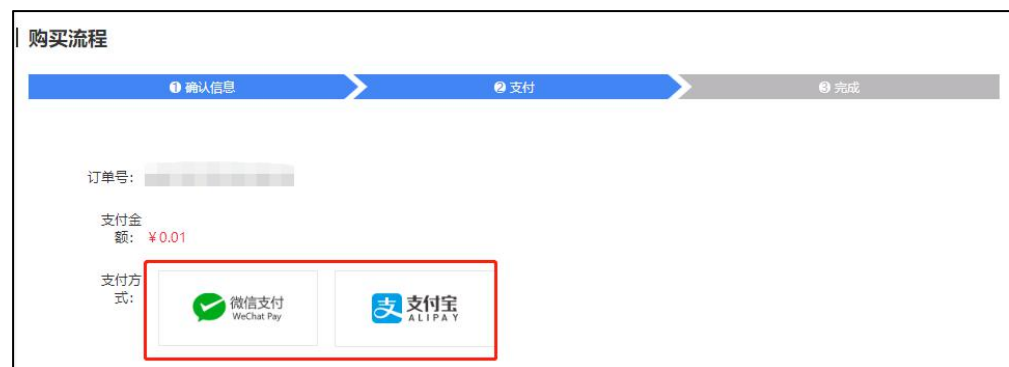 购买流程
❶ 确认信息
❷ 支付
❸ 完成
订单号:
支付金
额: ¥0.01
支付方
式:
微信支付
WeChat Pay
支 支付宝
ALIPAY